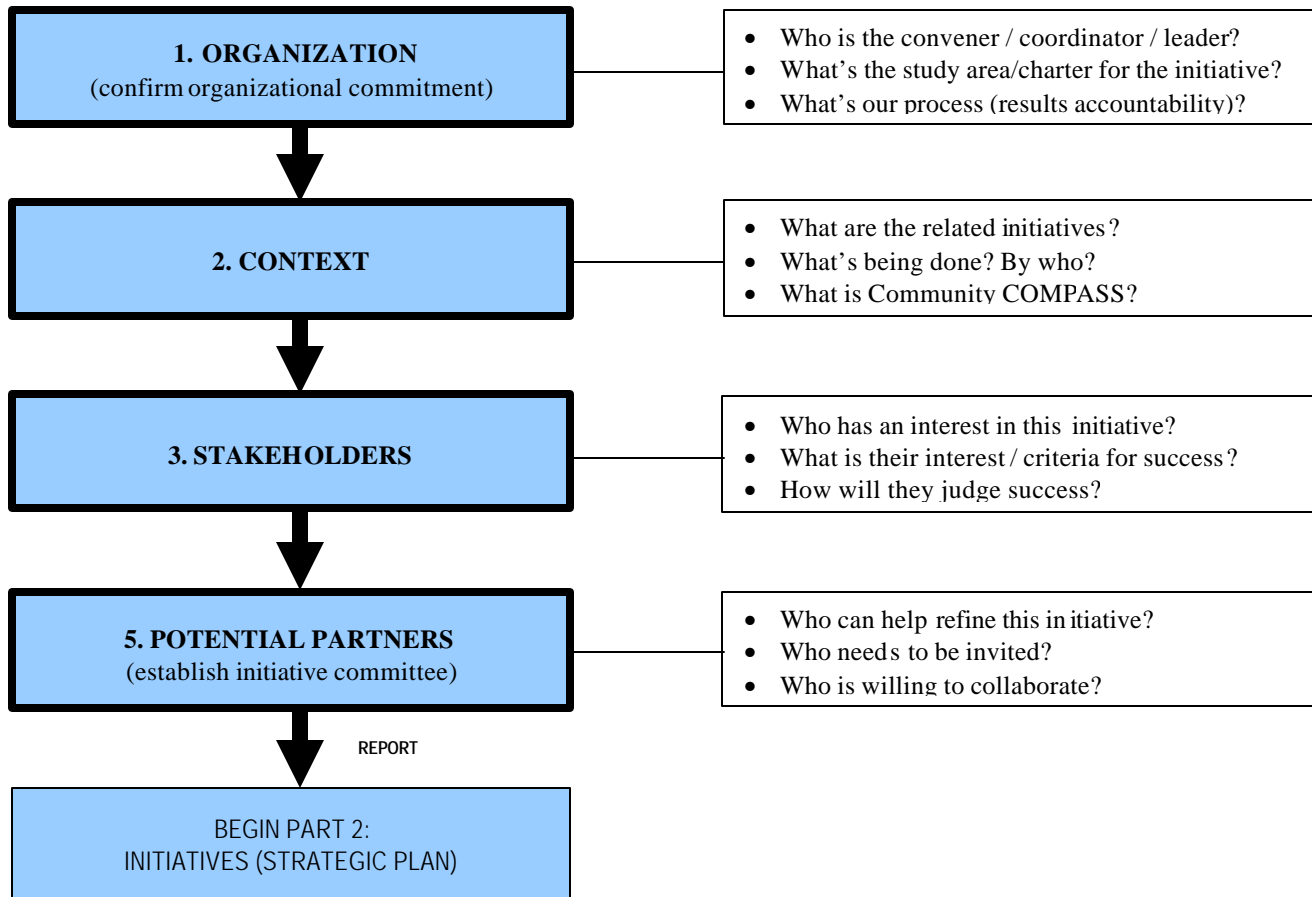 1. ORGANIZATION
(confirm organizational commitment)
• Who is the convener / coordinator / leader?
• What's the study area/charter for the initiative?
• What's our process (results accountability)?
2. CONTEXT
• What are the related initiatives?
• What's being done? By who?
• What is Community COMPASS?
3. STAKEHOLDERS
• Who has an interest in this initiative?
• What is their interest / criteria for success?
• How will they judge success?
5. POTENTIAL PARTNERS
(establish initiative committee)
• Who can help refine this initiative?
• Who needs to be invited?
• Who is willing to collaborate?
REPORT
BEGIN PART 2:
INITIATIVES (STRATEGIC PLAN)